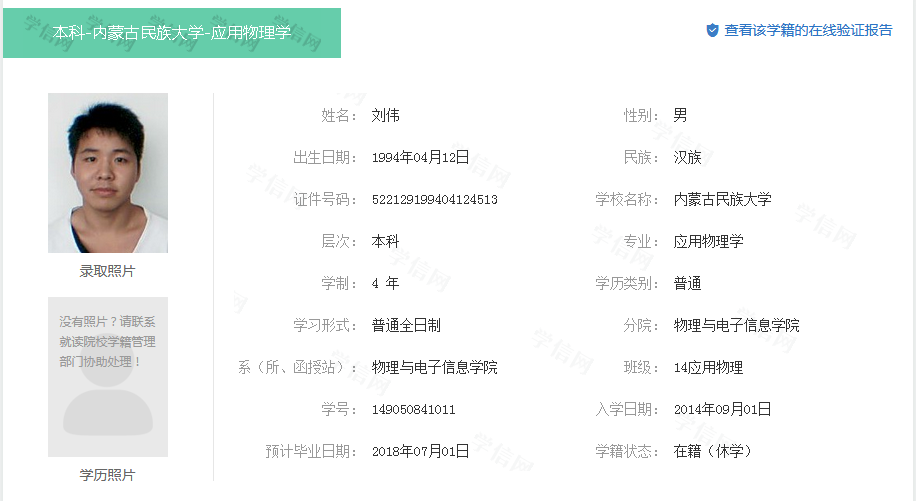 本科-内蒙古民族大学-应用物理学
查看该学籍的在线验证报告
姓名： 刘伟 性别： 男
出生日期： 1994年04月12日 民族： 汉族
证件号码： 522129199404124513 学校名称： 内蒙古民族大学
层次： 本科 专业： 应用物理学
学制： 4 年 学历类别： 普通
学习形式： 普通全日制 分院： 物理与电子信息学院
系（所、函授站）： 物理与电子信息学院 班级： 14应用物理
学号： 149050841011 入学日期： 2014年09月01日
预计毕业日期： 2018年07月01日 学籍状态： 在籍（休学）
录取照片
没有照片？请联系
就读院校学籍管理
部门协助处理！
学历照片
学信网